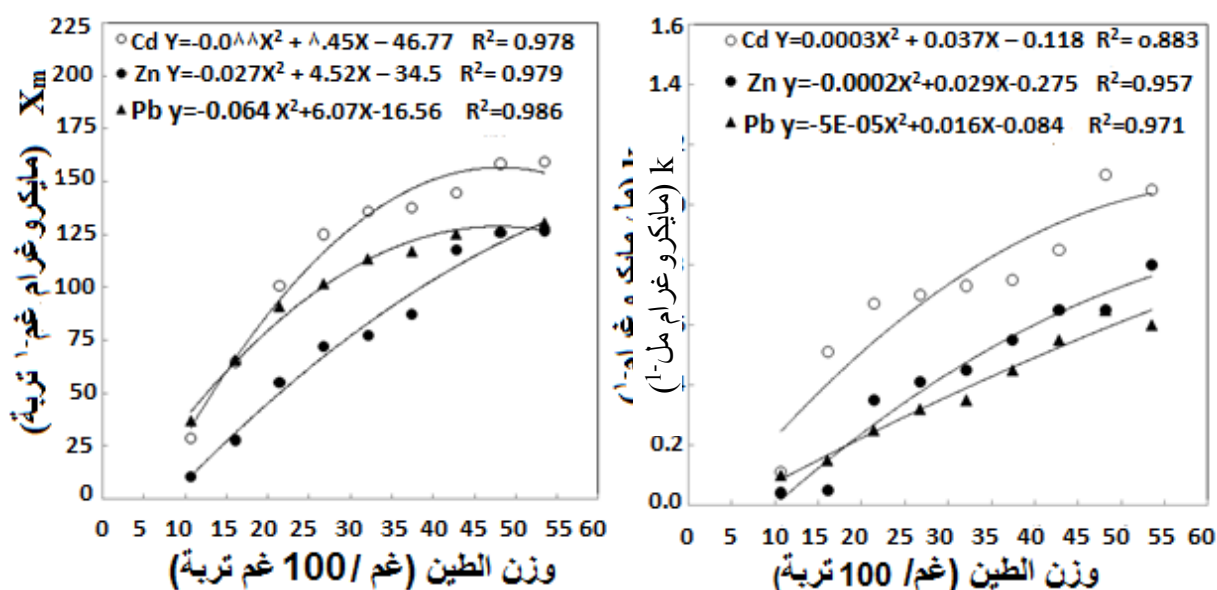 225
200
175
150
125
100
75
50
25
0
Cd Y=-0.0٨٨X² + ٨.45X – 46.77 R²= 0.978
Zn Y=-0.027X² + 4.52X – 34.5 R²=0.979
Pb y=-0.064 X²+6.07X-16.56 R²=0.986
Xm
(مايكروغرام غم-¹ تربة)
0 5 10 15 20 25 30 35 40 45 50 55 60
وزن الطين (غم / 100 غم تربة)
1.6
0.2
0.0
Cd Y=0.0003X² + 0.037X – 0.118 R²= o.883
Zn y=-0.0002X²+0.029X-0.275 R²=0.957
Pb y=-5E-05X²+0.016X-0.084 R²=0.971
k (مايكروغرام مل-1)
0 5 10 15 20 25 30 35 40 45 50 55 60
وزن الطين (غم/ 100 تربة)